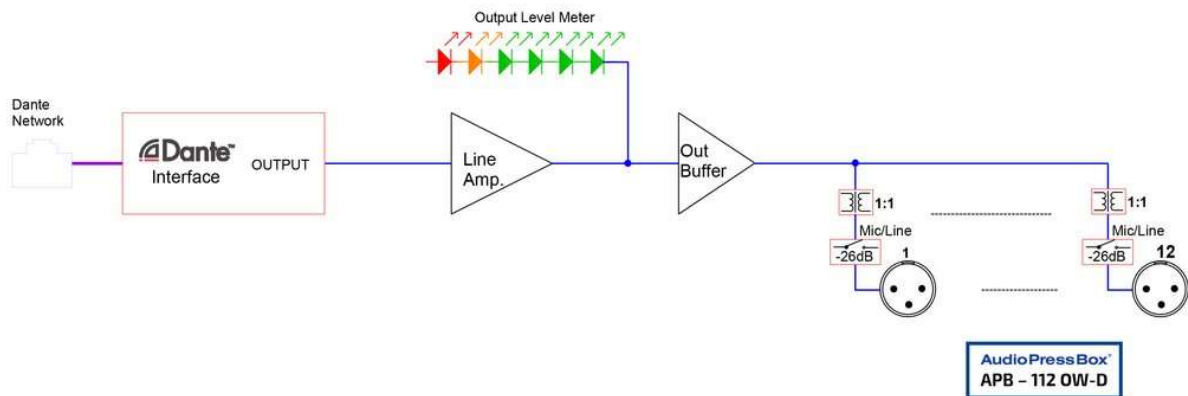 Output Level Meter
Dante
Network
Dante™
Interface
OUTPUT
Line
Amp.
Out
Buffer
1:1
1:1
Mic/Line
Mic/Line
-26dB
-26dB
1
12
AudioPressBox®
APB – 112 OW-D